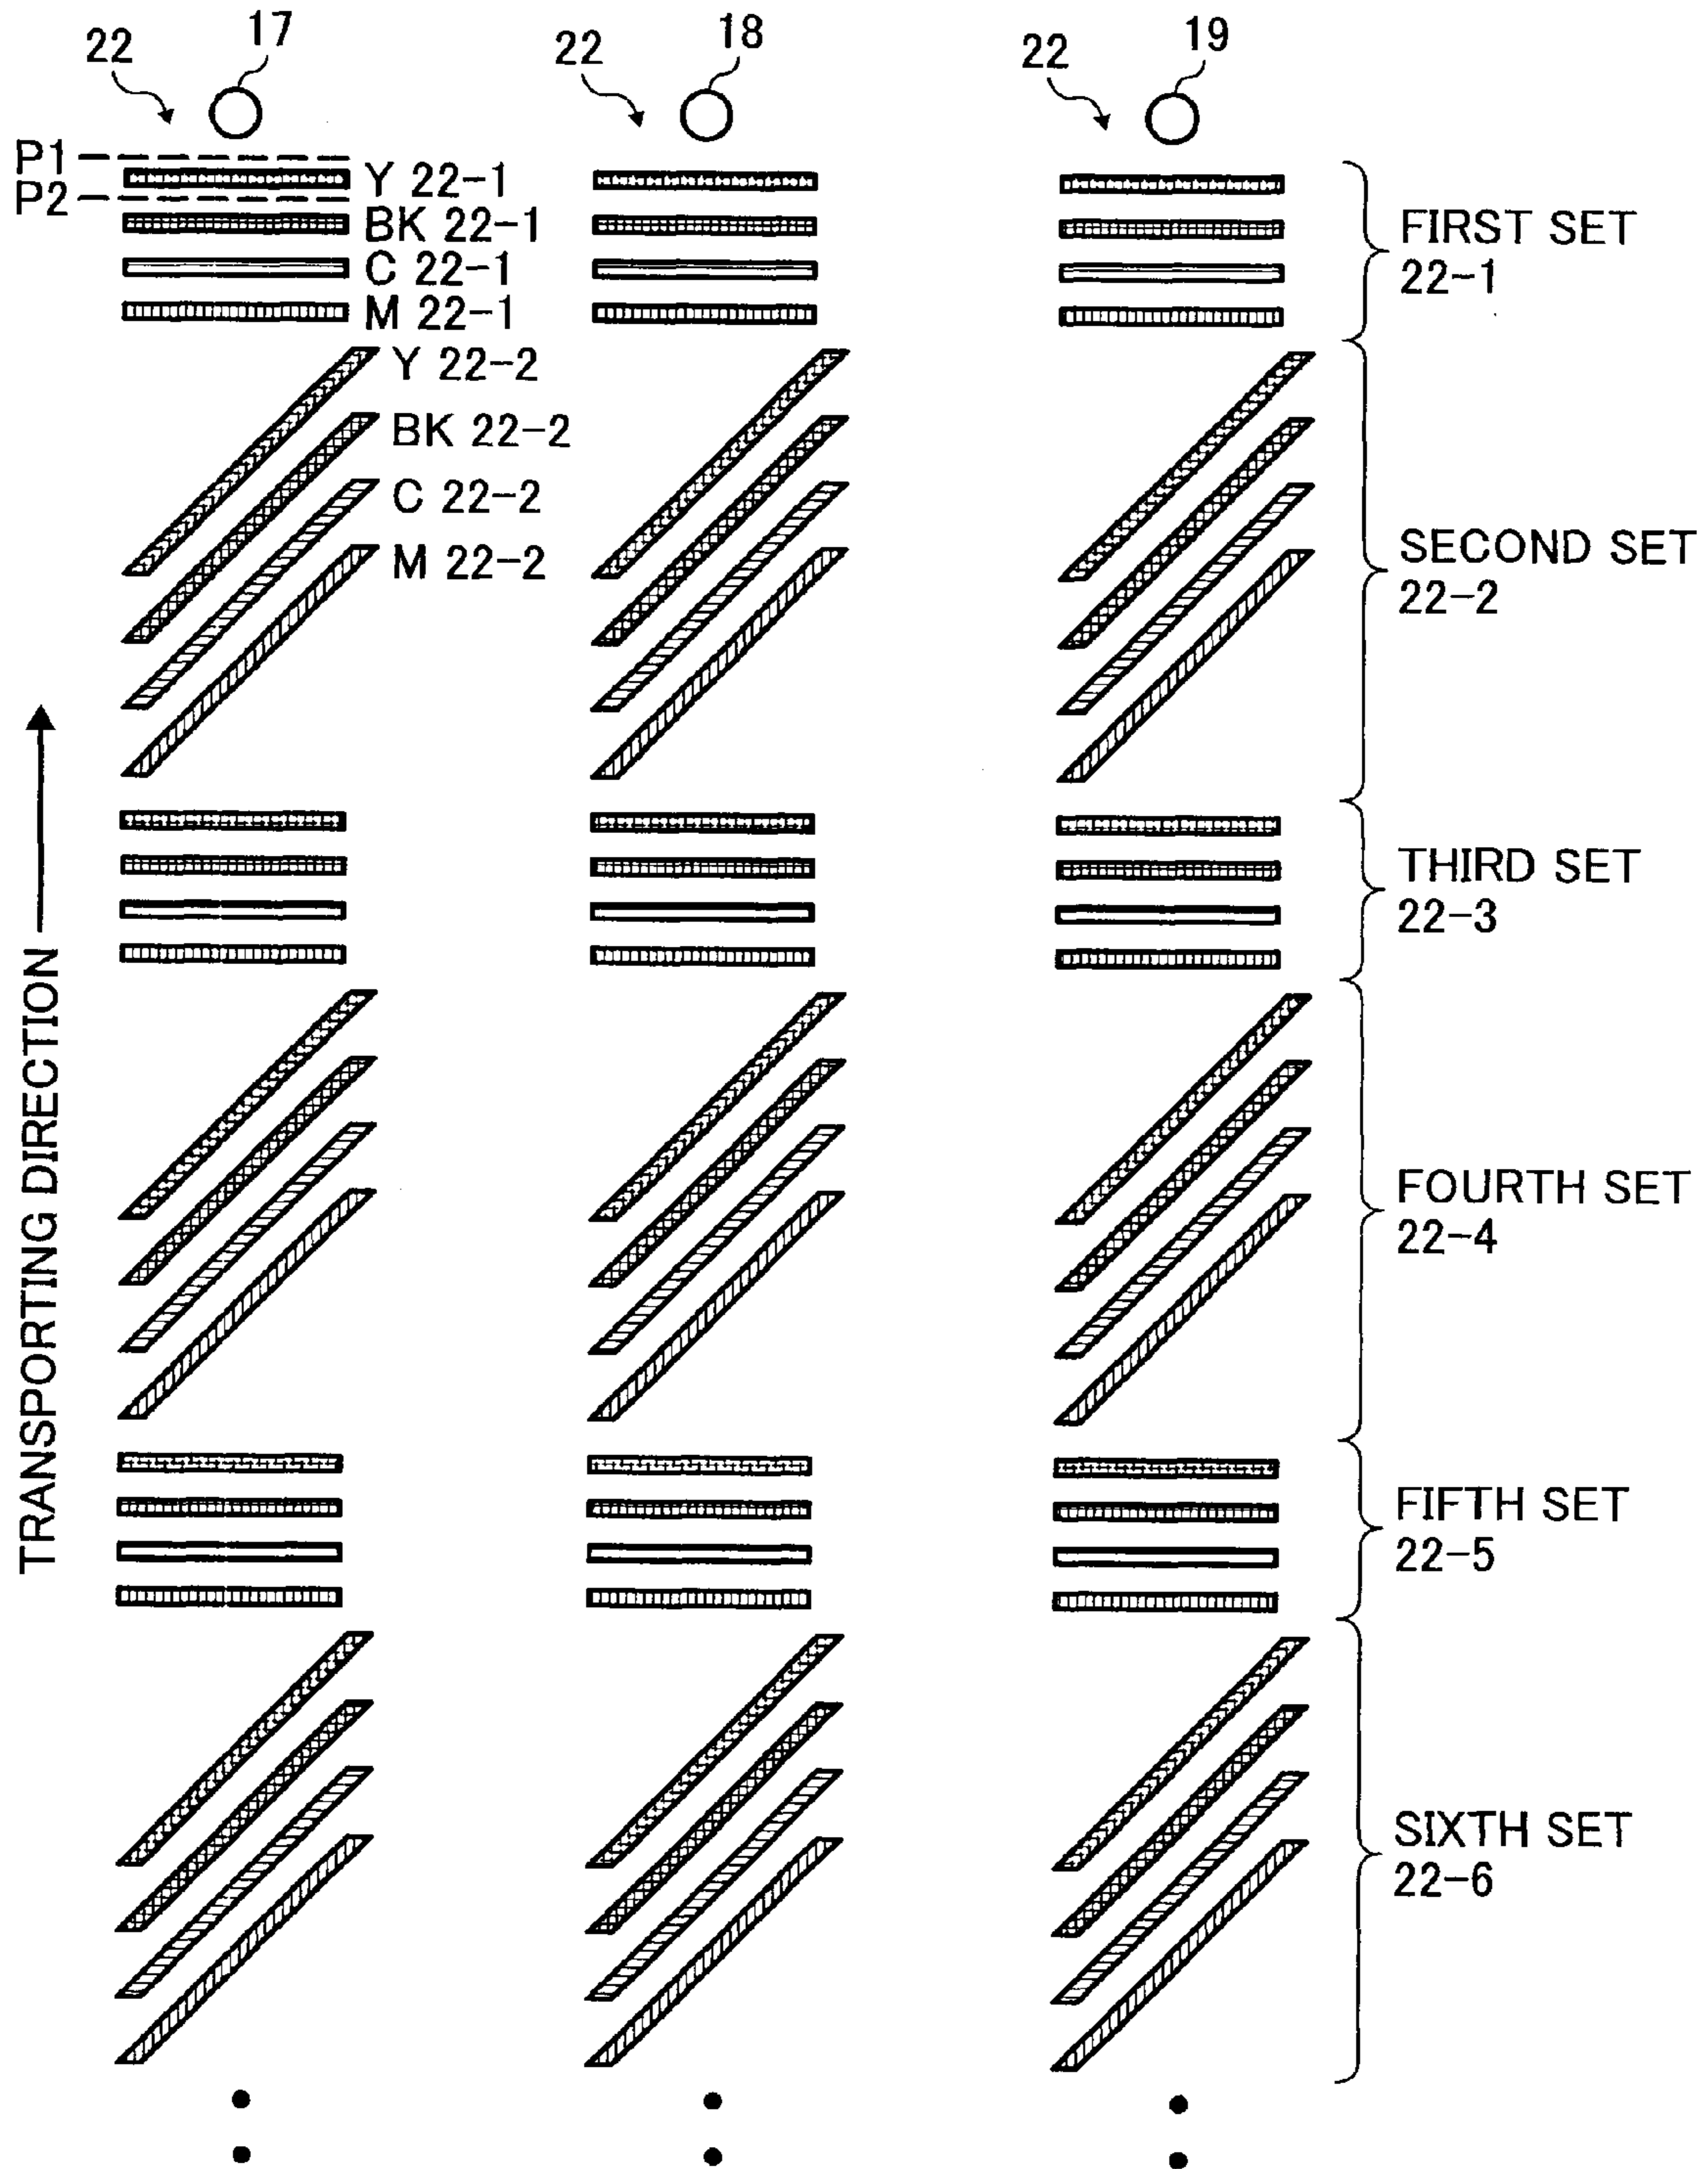 22
17
22
18
22
19
P1
P2
Y 22-1
BK 22-1
C 22-1
M 22-1
Y 22-2
BK 22-2
C 22-2
M 22-2
FIRST SET
22-1
SECOND SET
22-2
THIRD SET
22-3
FOURTH SET
22-4
FIFTH SET
22-5
SIXTH SET
22-6
TRANSPORTING DIRECTION